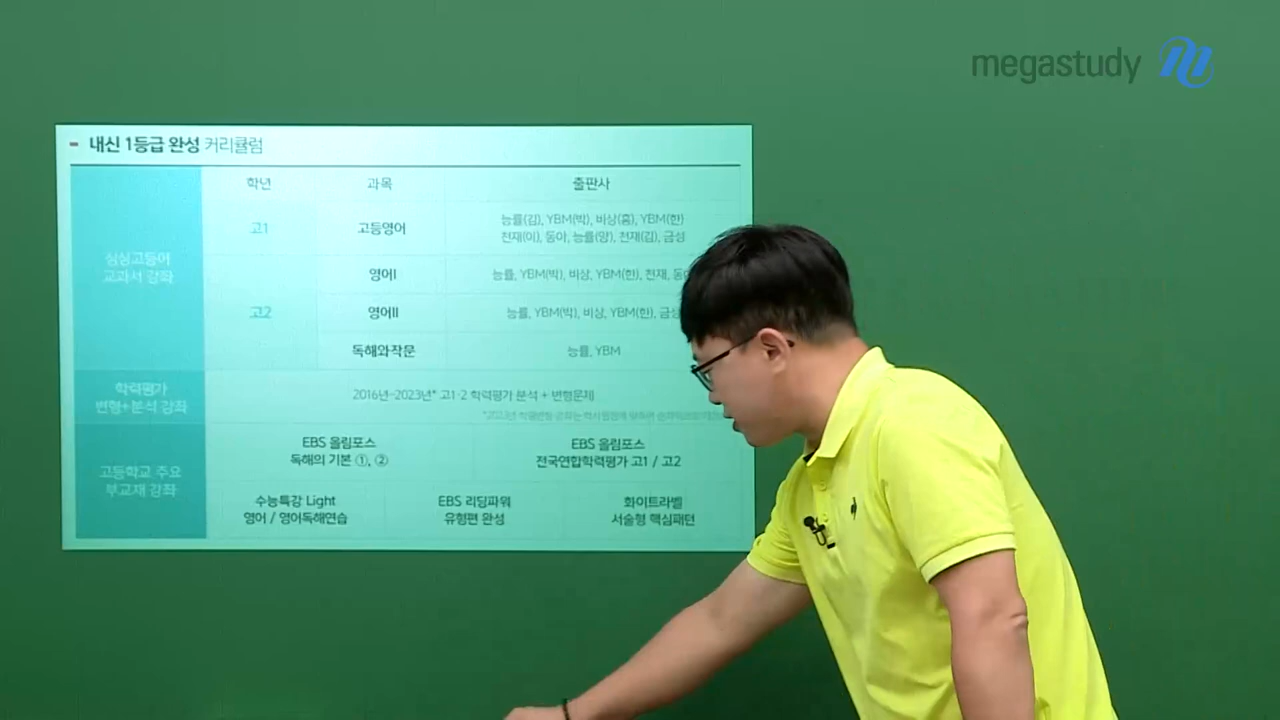 megastudy
내신 1등급 완성 커리큘럼
학년 과목 출판사
심싱고등어
교과서 강좌
고1 고등영어
능률(김), YBM(박), 비상(홍), YBM(한)
천재(이), 동아, 능률(양), 천재(김), 금성
영어I 능률, YBM(박), 비상, YBM(한), 천재,
고2 영어II 능률, YBM(박), 비상, YBM(한),
독해와작문 능률, YBM
학력평가
변형+분석 강좌
2016년~2023년* 고1·2 학력평가 분석 + 변형문제
고등학교 주요
부교재 강좌
EBS 올림포스
독해의 기본 ①, ②
EBS 올림포스
전국연합학력평가 고1 / 고2
수능특강 Light
영어 / 영어독해연습
EBS 리딩파워
유형편 완성
화이트라벨
서술형 핵심패턴